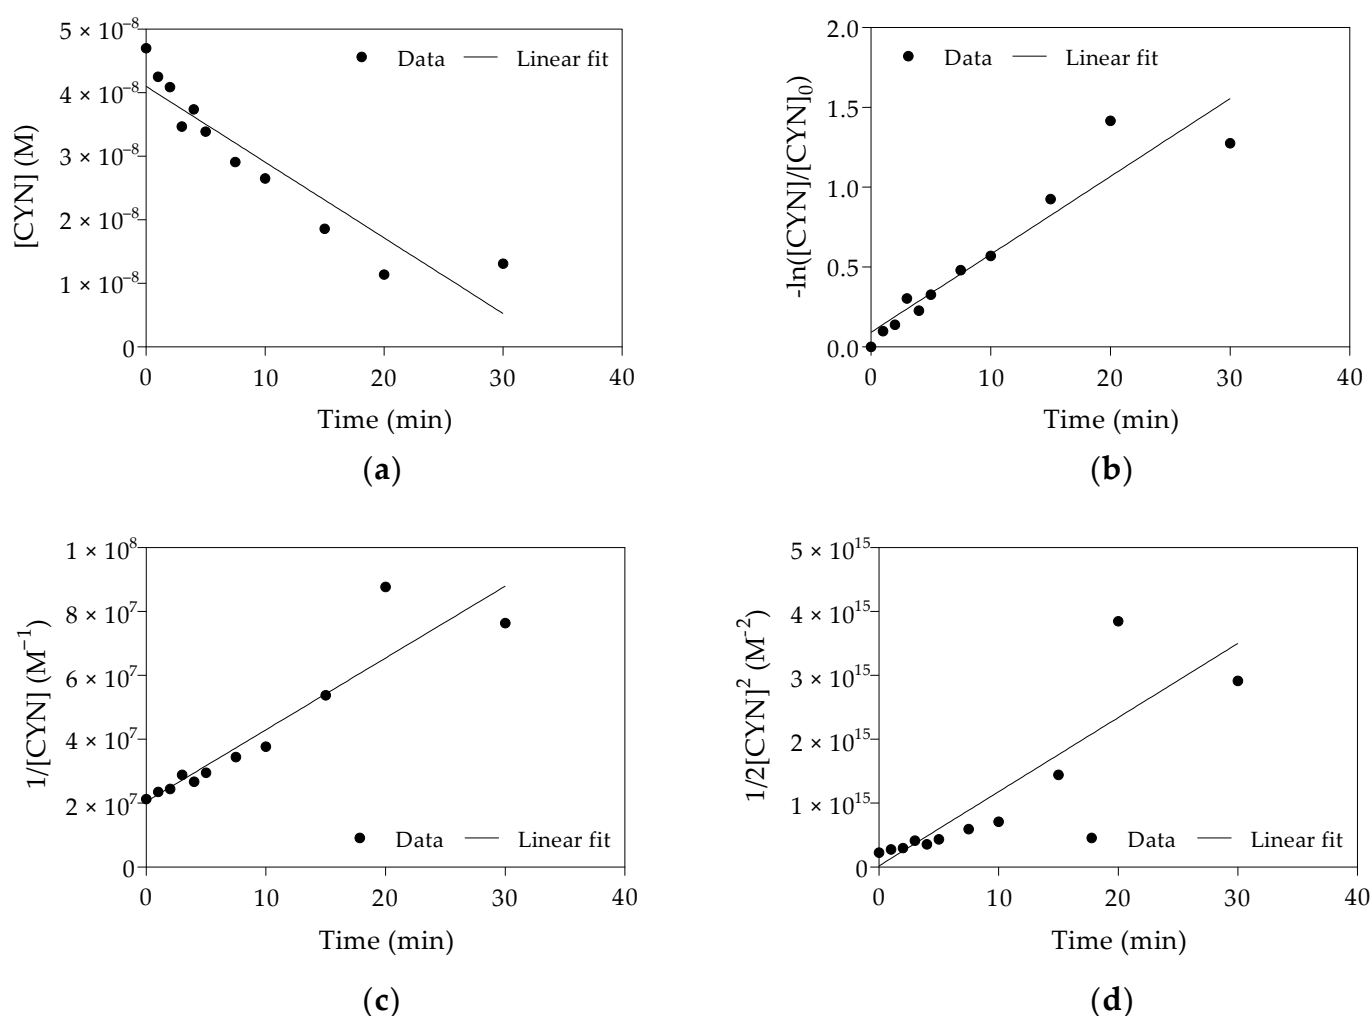 5 × 10⁻⁸
4 × 10⁻⁸
3 × 10⁻⁸
2 × 10⁻⁸
1 × 10⁻⁸
0
[CYN] (M)
Data
Linear fit
0 10 20 30 40
Time (min)
(a)
2.0
1.5
1.0
0.5
0.0
-ln([CYN]/[CYN]₀)
Data
Linear fit
0 10 20 30 40
Time (min)
(b)
1 × 10⁸
8 × 10⁷
6 × 10⁷
4 × 10⁷
2 × 10⁷
0
1/[CYN] (M⁻¹)
Data
Linear fit
0 10 20 30 40
Time (min)
(c)
5 × 10¹⁵
4 × 10¹⁵
3 × 10¹⁵
2 × 10¹⁵
1 × 10¹⁵
0
1/2[CYN]² (M⁻²)
Data
Linear fit
0 10 20 30 40
Time (min)
(d)